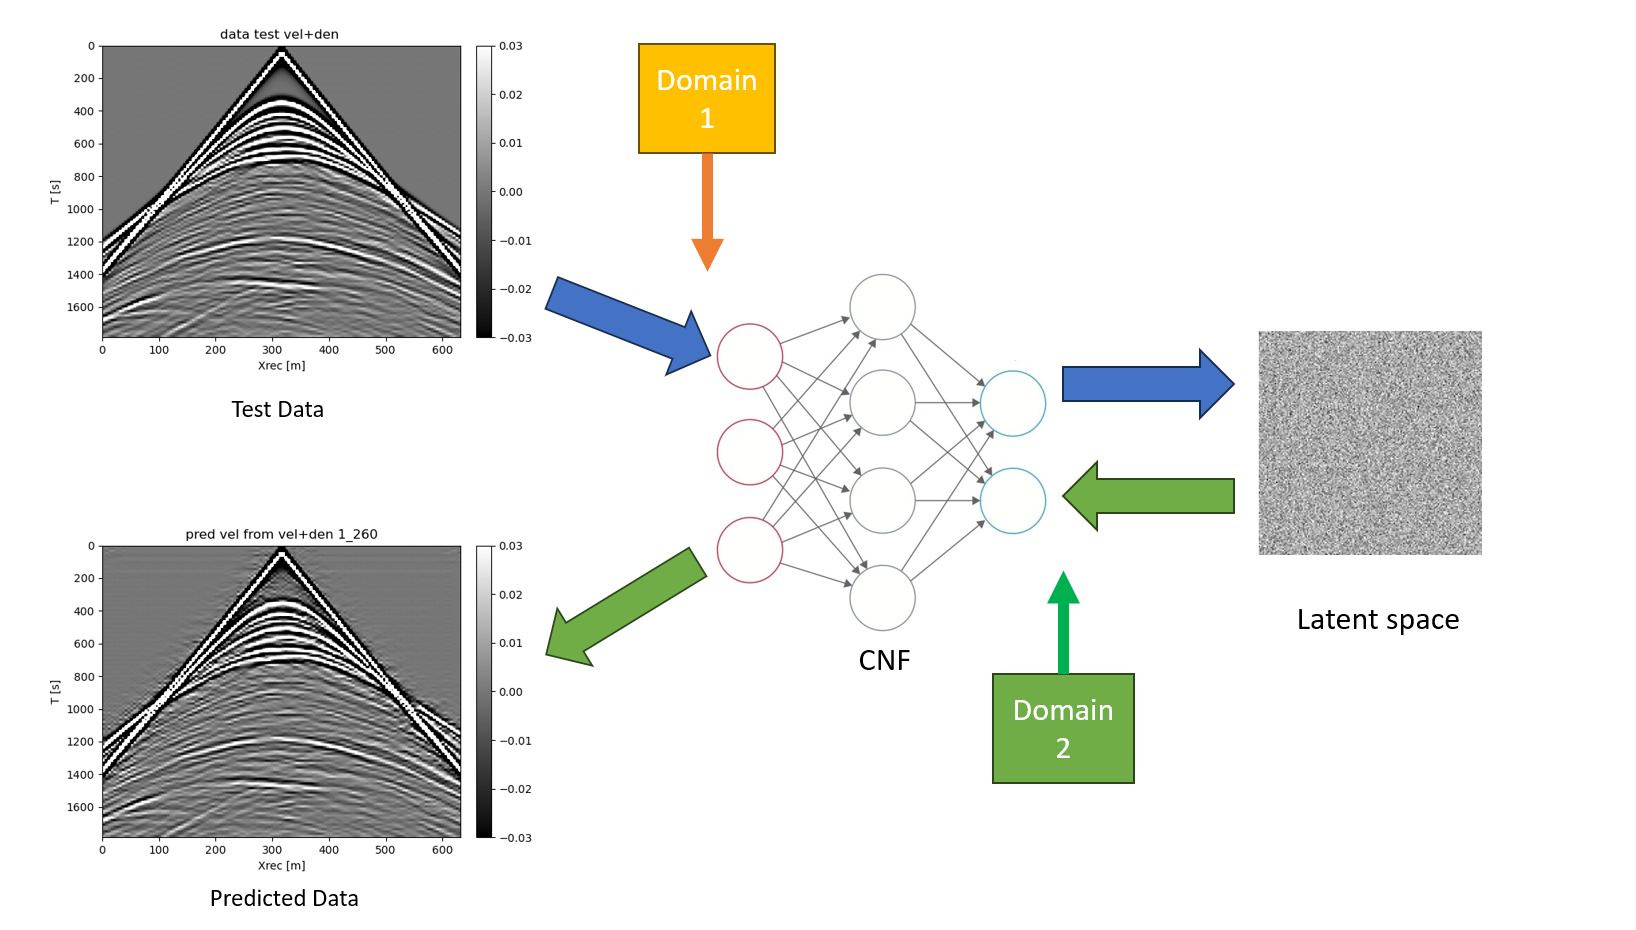 data test vel+den
0
200
400
600
800
1000
1200
1400
1600
T [s]
0 100 200 300 400 500 600
Xrec [m]
0.03
0.02
0.01
0.00
−0.01
−0.02
−0.03
Test Data
Domain
1
pred vel from vel+den 1_260
0
200
400
600
800
1000
1200
1400
1600
T [s]
0 100 200 300 400 500 600
Xrec [m]
0.03
0.02
0.01
0.00
−0.01
−0.02
−0.03
Predicted Data
CNF
Domain
2
Latent space